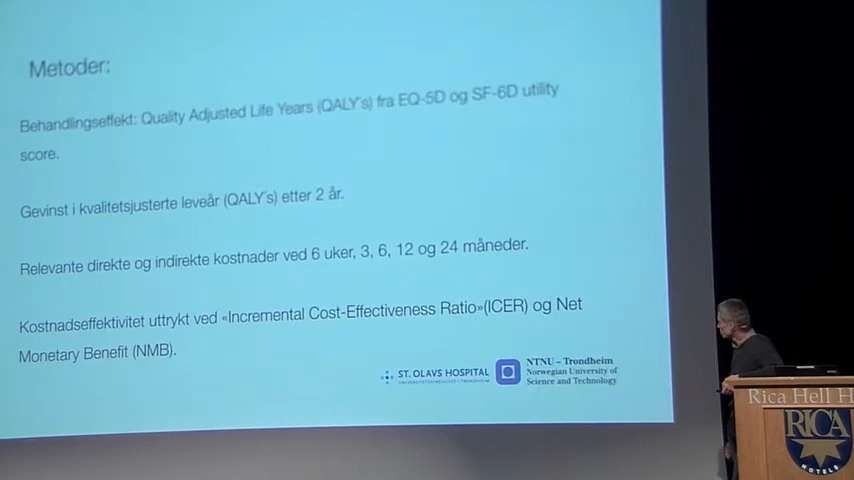 Metoder:
Behandlingseffekt: Quality Adjusted Life Years (QALY´s) fra EQ-5D og SF-6D utility
score.
Gevinst i kvalitetsjusterte leveår (QALY´s) etter 2 år.
Relevante direkte og indirekte kostnader ved 6 uker, 3, 6, 12 og 24 måneder.
Kostnadseffektivitet uttrykt ved «Incremental Cost-Effectiveness Ratio»(ICER) og Net
Monetary Benefit (NMB).
ST. OLAVS HOSPITAL
UNIVERSITETSSYKEHUSET I TRONDHEIM
NTNU – Trondheim
Norwegian University of
Science and Technology
Rica Hell H
RICA
HOTELS